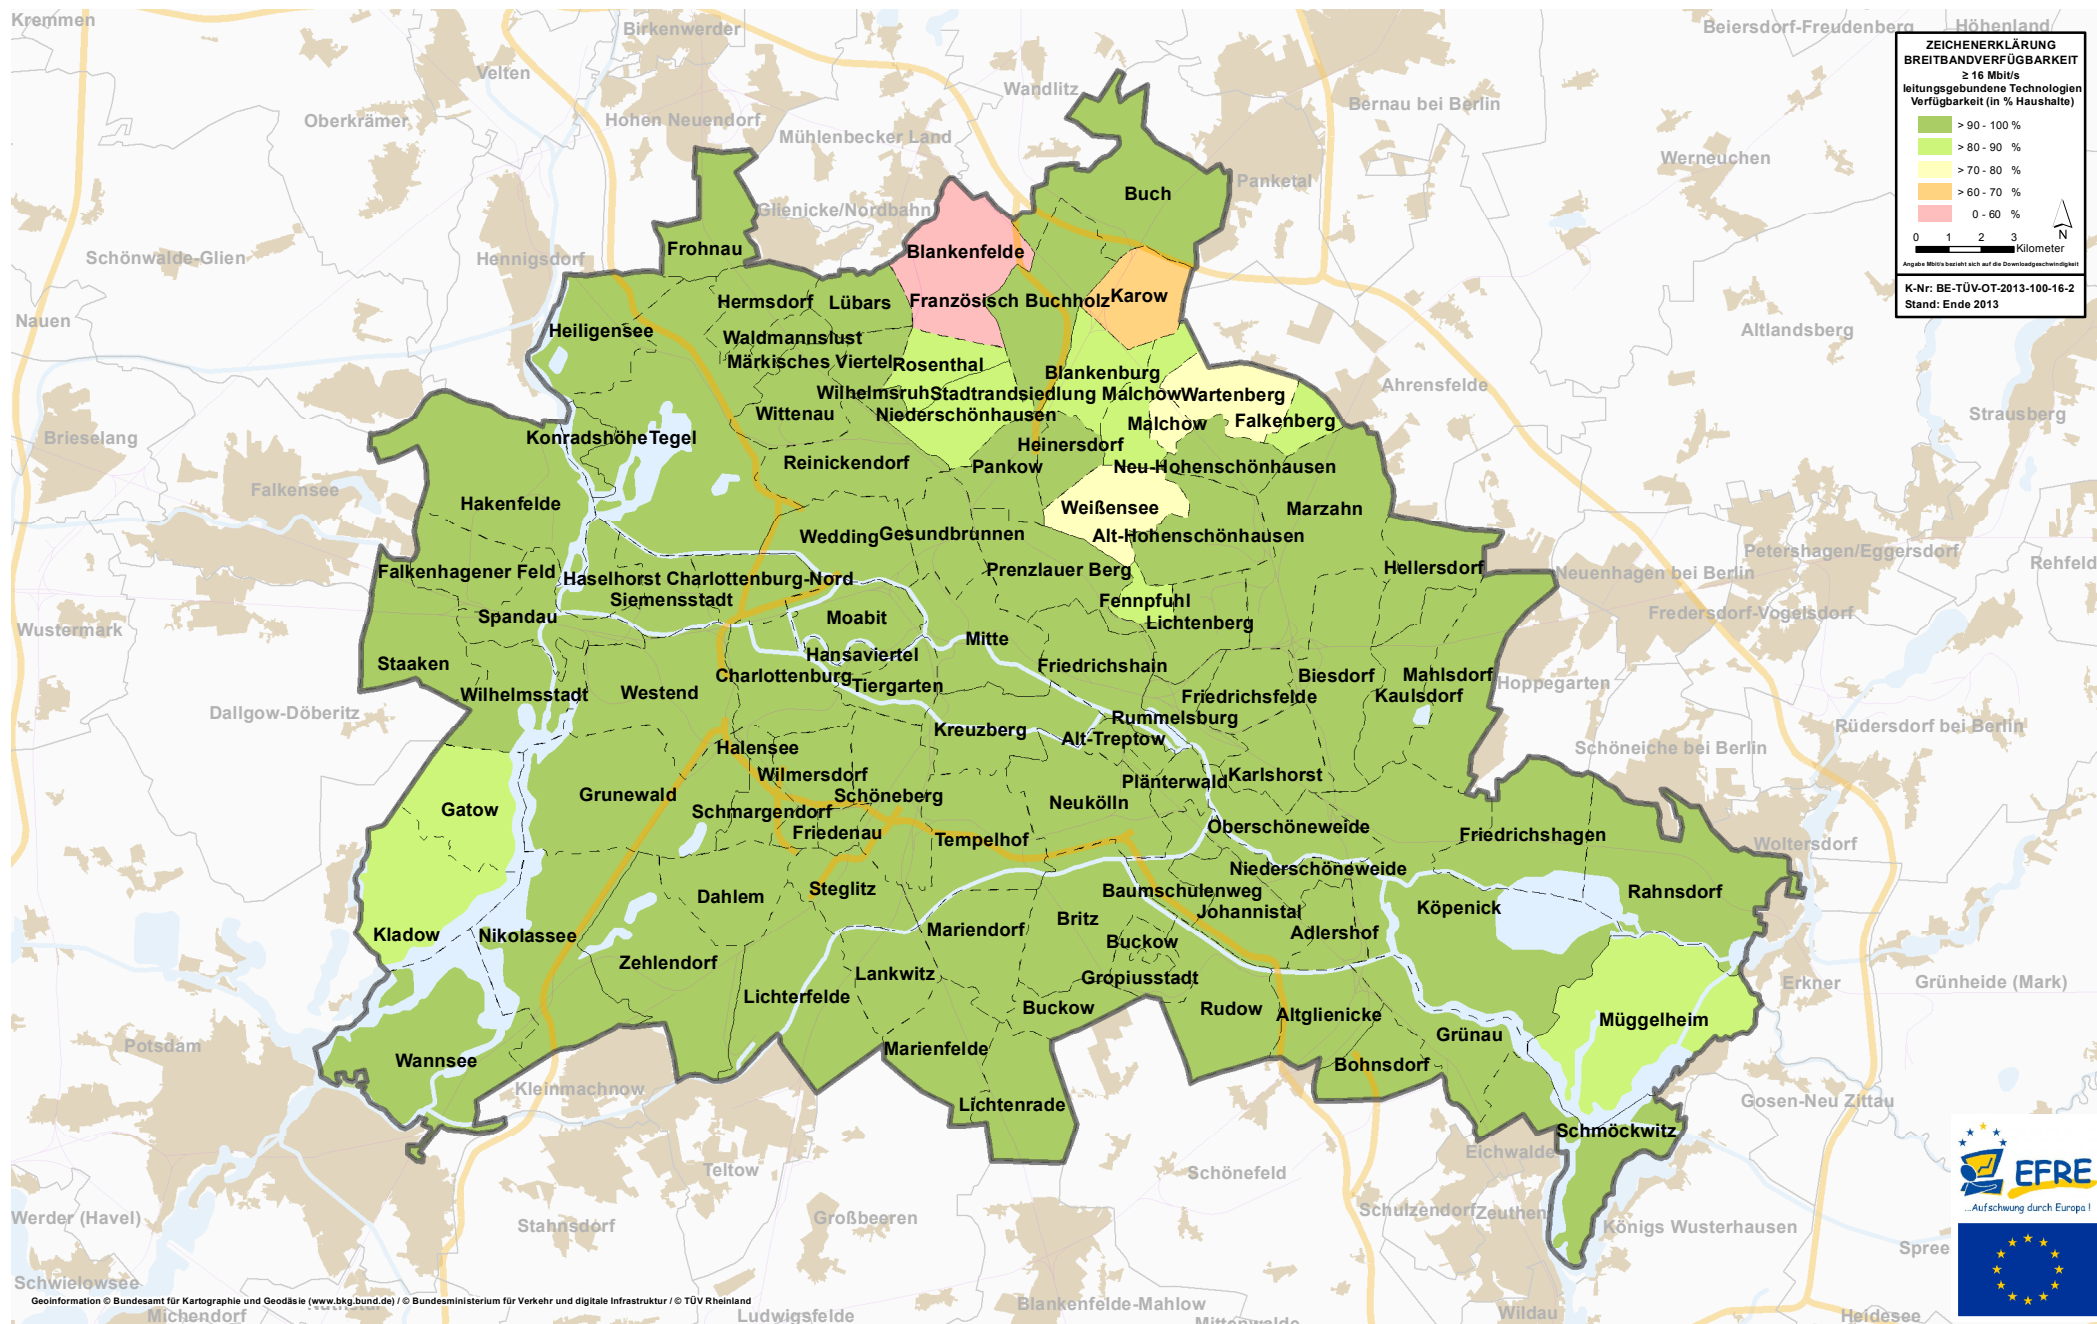 Kremmen
Birkenwerder
Beiersdorf-Freudenberg
Höhenland
Velten
Wandlitz
Bernau bei Berlin
Oberkrämer
Hohen Neuendorf
Mühlenbecker Land
Werneuchen
Panketal
Glienicke/Nordbahn
Schönwalde-Glien
Hennigsdorf
Nauen
Altlandsberg
Ahrensfelde
Strausberg
Brieselang
Falkensee
Petershagen/Eggersdorf
Rehfeld
Neuenhagen bei Berlin
Fredersdorf-Vogelsdorf
Wustermark
Hoppegarten
Dallgow-Döberitz
Rüdersdorf bei Berlin
Schöneiche bei Berlin
Woltersdorf
Erkner
Grünheide (Mark)
Potsdam
Kleinmachnow
Gosen-Neu Zittau
Eichwalde
Teltow
Schönefeld
Werder (Havel)
Stahnsdorf
Großbeeren
Schulzendorf
Zeuthen
Königs Wusterhausen
Spree
Schwielowsee
Michendorf
Nuthetal
Ludwigsfelde
Blankenfelde-Mahlow
Mittenwalde
Wildau
Heidesee
ZEICHENERKLÄRUNG
BREITBANDVERFÜGBARKEIT
≥ 16 Mbit/s
leitungsgebundene Technologien
Verfügbarkeit (in % Haushalte)
> 90 - 100 %
> 80 - 90 %
> 70 - 80 %
> 60 - 70 %
0 - 60 %
0 1 2 3
Kilometer
N
Angabe Mbit/s bezieht sich auf die Downloadgeschwindigkeit
K-Nr: BE-TÜV-OT-2013-100-16-2
Stand: Ende 2013
Buch
Frohnau
Blankenfelde
Hermsdorf
Lübars
Französisch Buchholz
Karow
Heiligensee
Waldmannslust
Märkisches Viertel
Rosenthal
Blankenburg
Wilhelmsruh
Stadtrandsiedlung Malchow
Wartenberg
Wittenau
Niederschönhausen
Malchow
Falkenberg
Konradshöhe
Tegel
Heinersdorf
Reinickendorf
Pankow
Neu-Hohenschönhausen
Hakenfelde
Weißensee
Marzahn
Wedding
Gesundbrunnen
Alt-Hohenschönhausen
Falkenhagener Feld
Haselhorst
Charlottenburg-Nord
Prenzlauer Berg
Hellersdorf
Siemensstadt
Fennpfuhl
Spandau
Moabit
Lichtenberg
Mitte
Staaken
Hansaviertel
Friedrichshain
Wilhelmsstadt
Westend
Charlottenburg
Tiergarten
Biesdorf
Mahlsdorf
Friedrichsfelde
Kaulsdorf
Rummelsburg
Kreuzberg
Alt-Treptow
Halensee
Wilmersdorf
Plänterwald
Karlshorst
Gatow
Grunewald
Schöneberg
Neukölln
Schmargendorf
Friedenau
Tempelhof
Oberschöneweide
Friedrichshagen
Niederschöneweide
Dahlem
Steglitz
Baumschulenweg
Rahnsdorf
Johannistal
Köpenick
Kladow
Nikolassee
Mariendorf
Britz
Adlershof
Buckow
Zehlendorf
Lankwitz
Gropiusstadt
Lichterfelde
Buckow
Rudow
Altglienicke
Müggelheim
Grünau
Wannsee
Marienfelde
Bohnsdorf
Lichtenrade
Schmöckwitz
EFRE
...Aufschwung durch Europa!
Geoinformation © Bundesamt für Kartographie und Geodäsie (www.bkg.bund.de) / © Bundesministerium für Verkehr und digitale Infrastruktur / © TÜV Rheinland